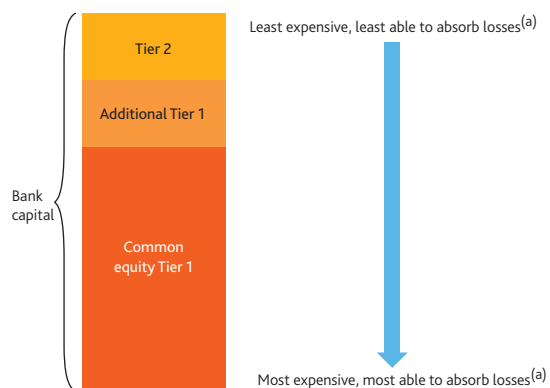 Least expensive, least able to absorb losses(a)
Tier 2
Additional Tier 1
Bank
capital
Common
equity Tier 1
Most expensive, most able to absorb losses(a)